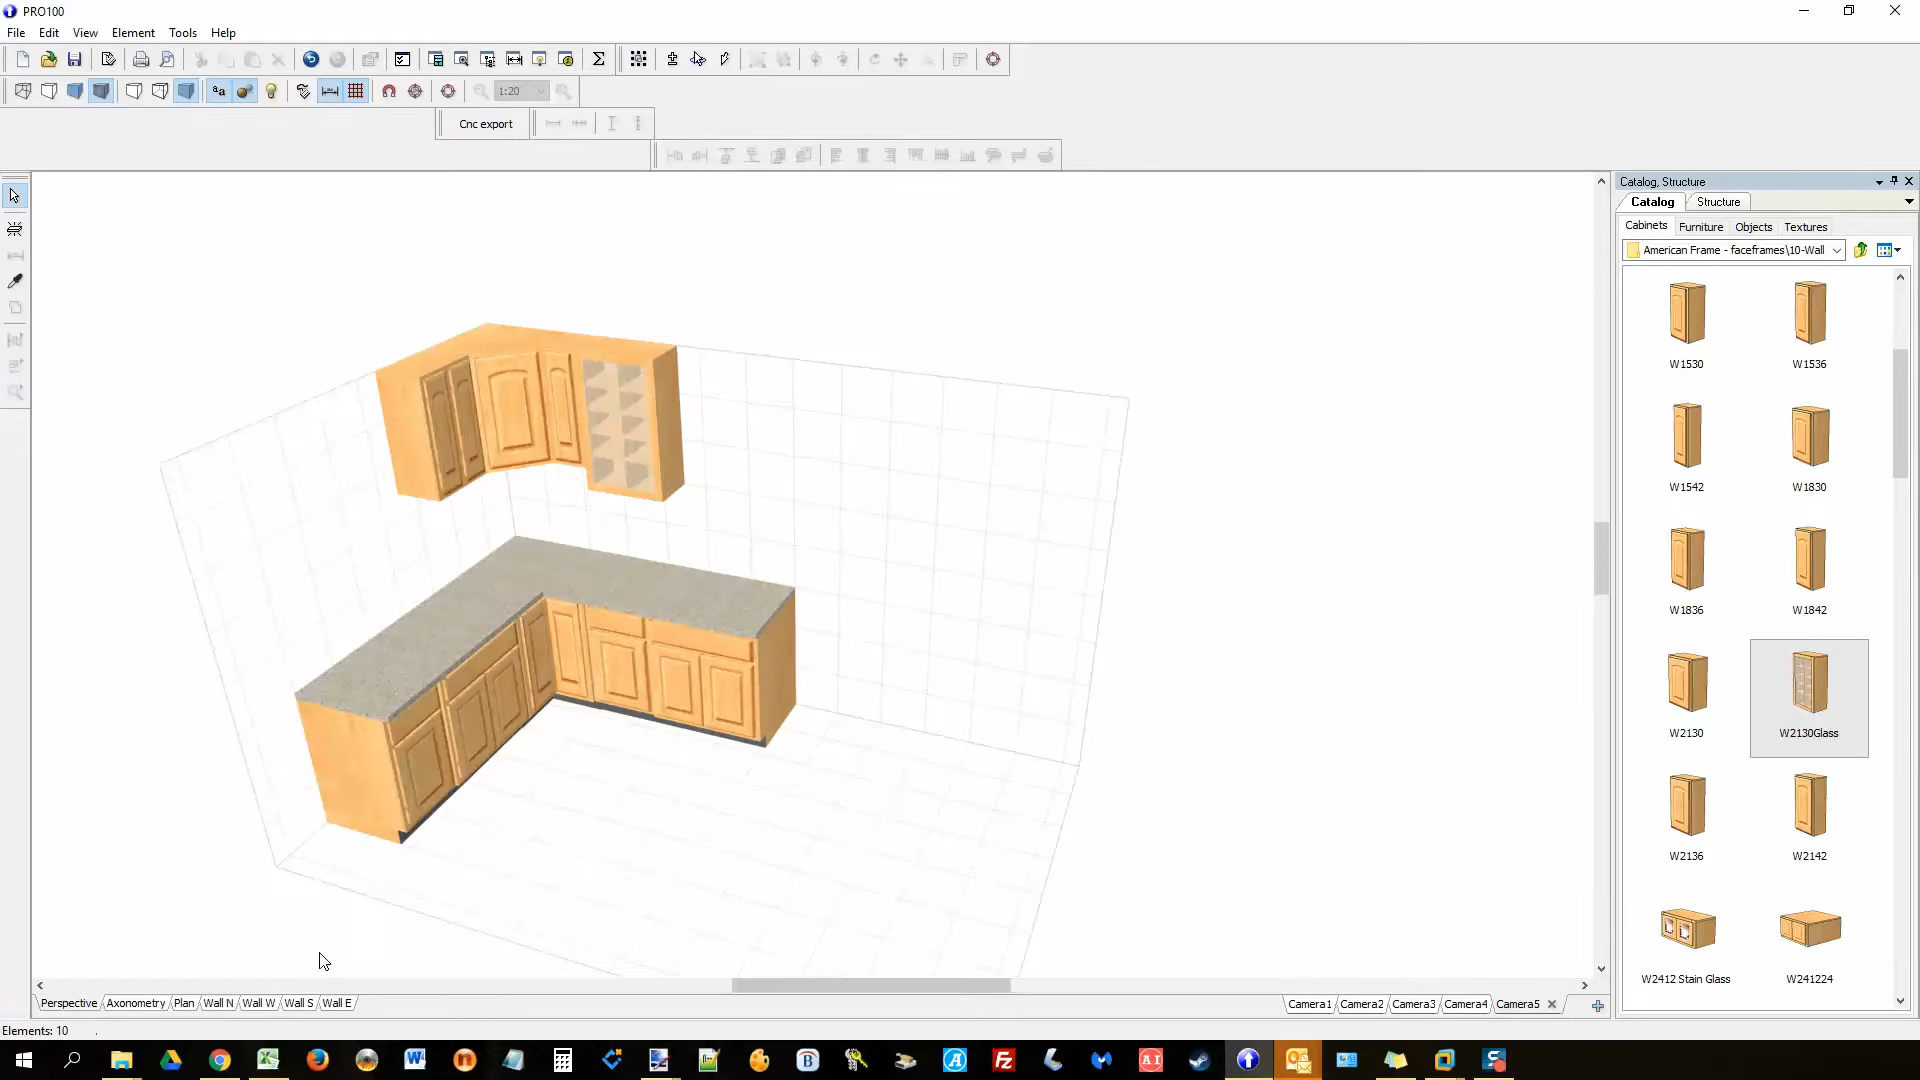 PRO100
File Edit View Element Tools Help
aa
1:20
Cnc export
Catalog, Structure
Catalog Structure
Cabinets Furniture Objects Textures
American Frame - faceframes\10-Wall
W1530 W1536
W1542 W1830
W1836 W1842
W2130 W2130Glass
W2136 W2142
W2412 Stain Glass W241224
Perspective Axonometry Plan Wall N Wall W Wall S Wall E
Camera1 Camera2 Camera3 Camera4 Camera5
Elements: 10